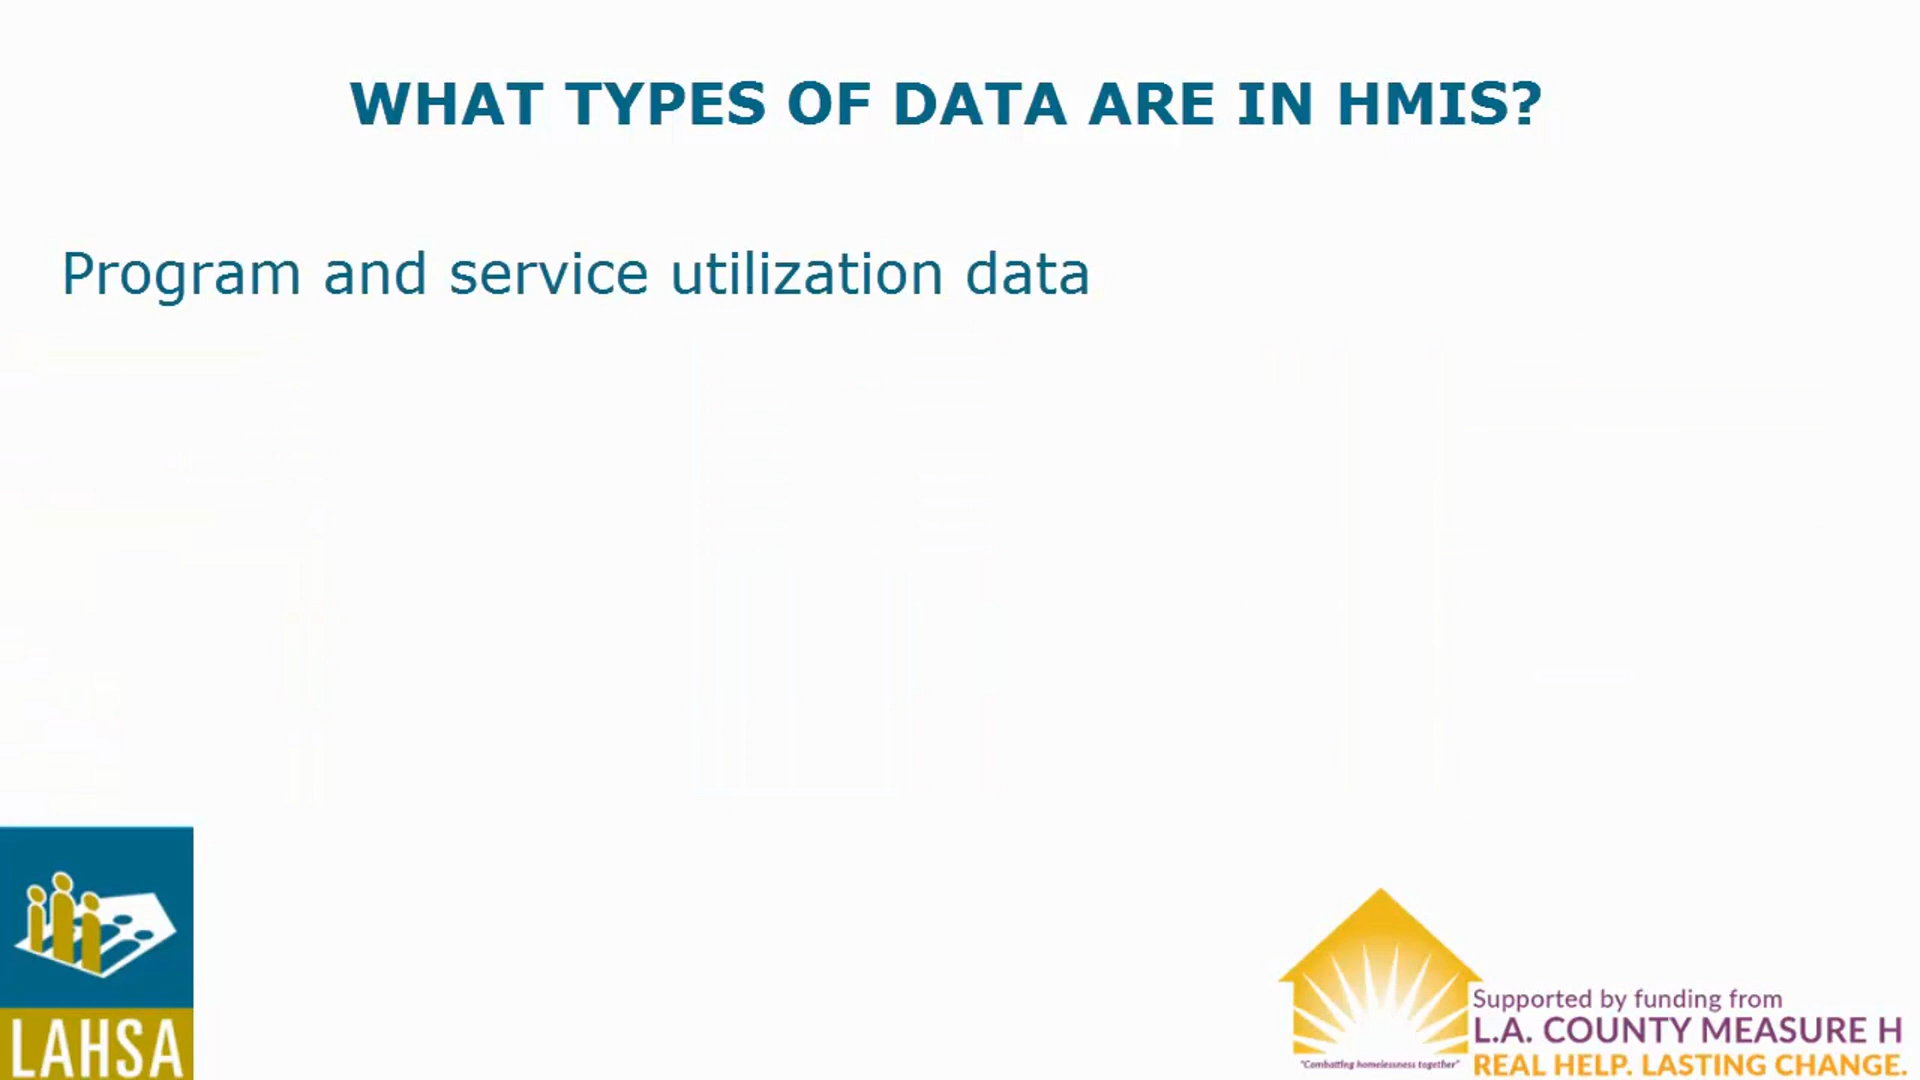 WHAT TYPES OF DATA ARE IN HMIS?
Program and service utilization data
LAHSA
Supported by funding from
L.A. COUNTY MEASURE H
REAL HELP. LASTING CHANGE.
"Combatting homelessness together"